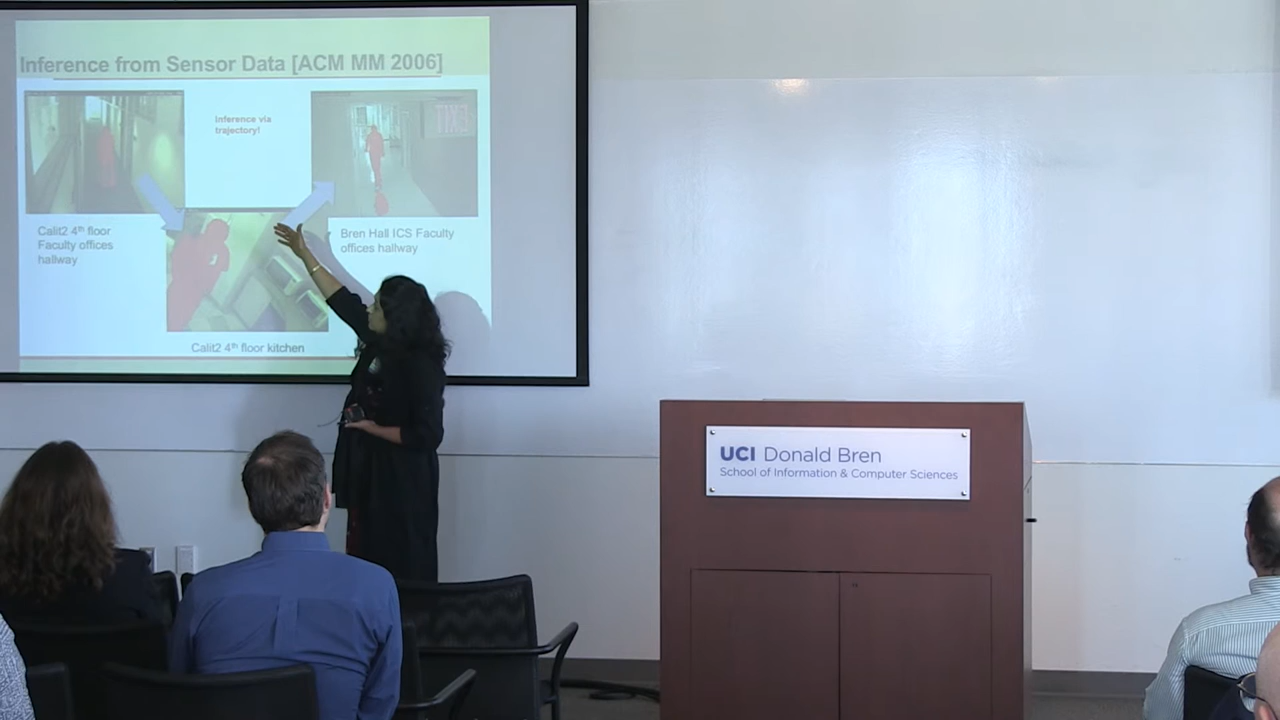 Inference from Sensor Data [ACM MM 2006]
Inference via
trajectory!
Calit2 4th floor
Faculty offices
hallway
Bren Hall ICS Faculty
offices hallway
Calit2 4th floor kitchen
UCI Donald Bren
School of Information & Computer Sciences